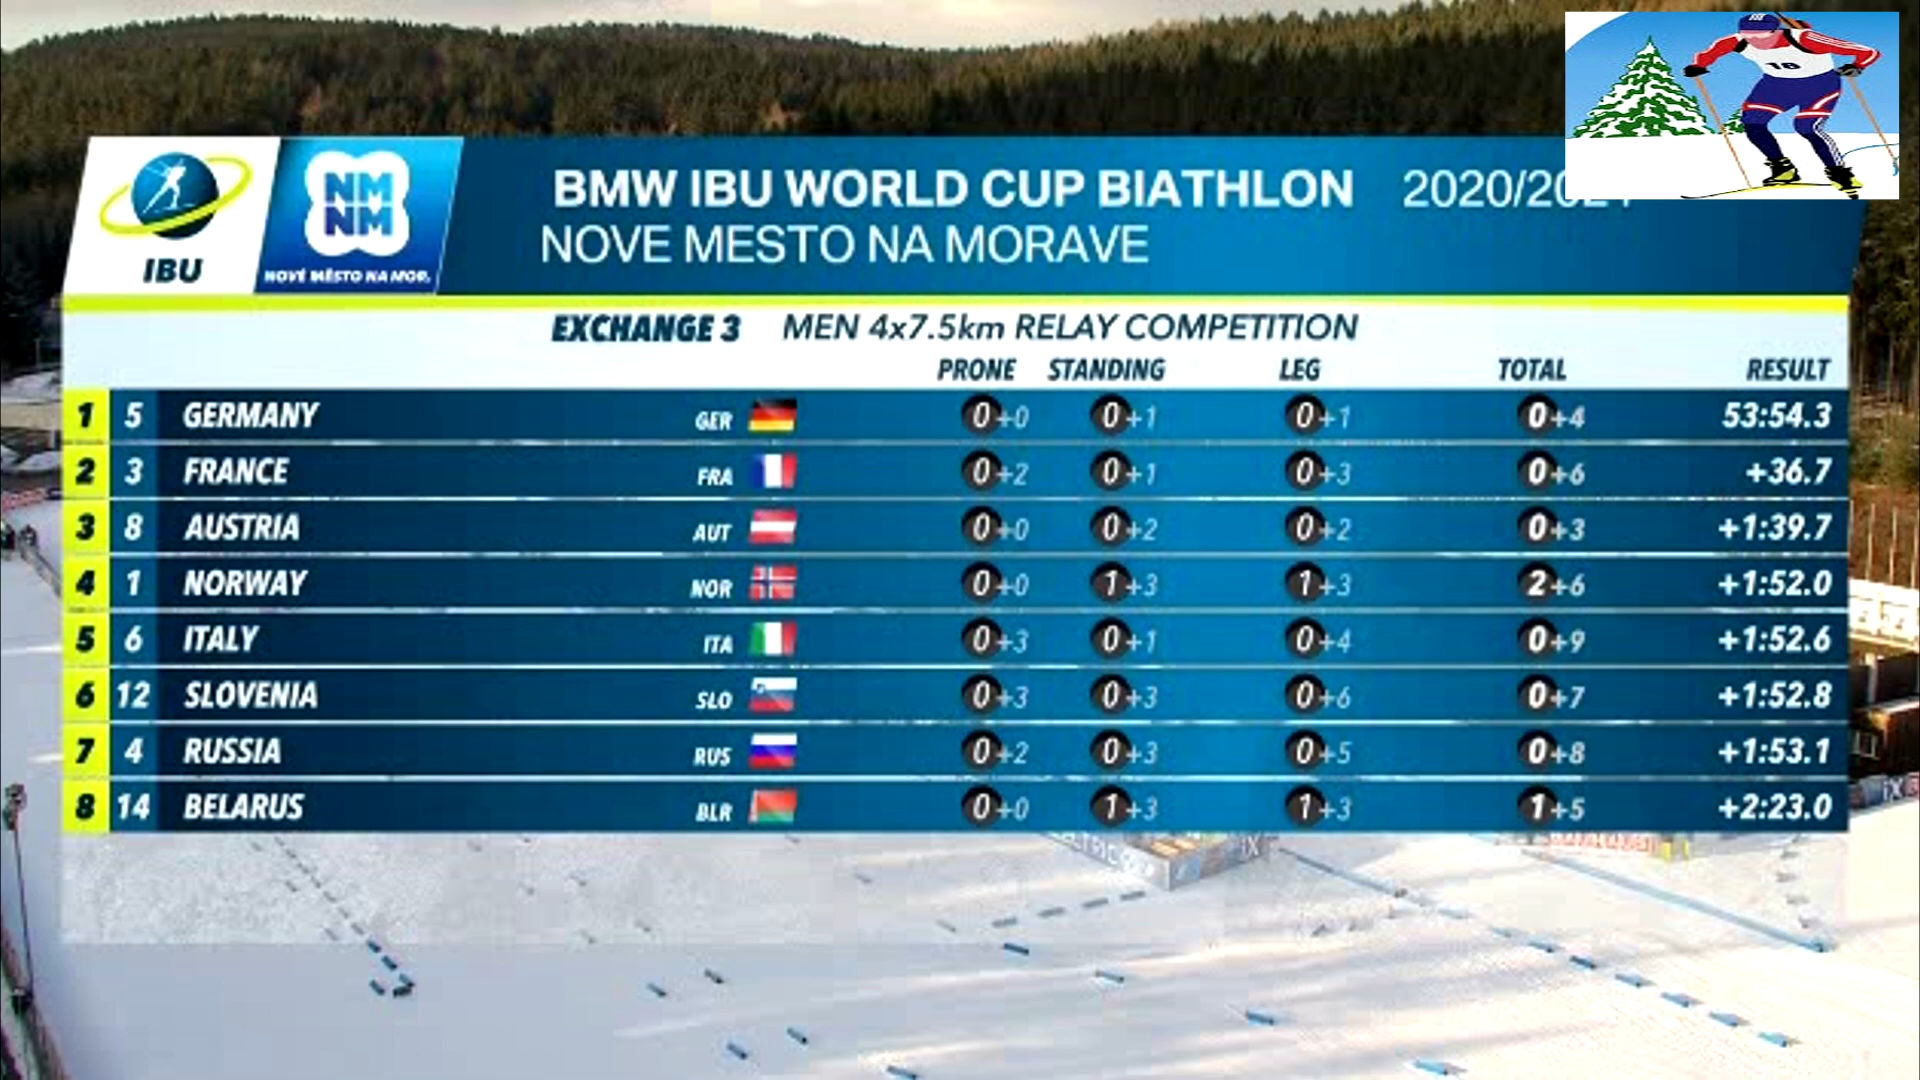 BMW IBU WORLD CUP BIATHLON
NOVE MESTO NA MORAVE
IBU
NM
NM
NOVÉ MĚSTO NA MOR.
EXCHANGE 3 MEN 4x7.5km RELAY COMPETITION
PRONE STANDING LEG TOTAL RESULT
1 5 GERMANY GER 0+0 0+1 0+1 0+4 53:54.3
2 3 FRANCE FRA 0+2 0+1 0+3 0+6 +36.7
3 8 AUSTRIA AUT 0+0 0+2 0+2 0+3 +1:39.7
4 1 NORWAY NOR 0+0 1+3 1+3 2+6 +1:52.0
5 6 ITALY ITA 0+3 0+1 0+4 0+9 +1:52.6
6 12 SLOVENIA SLO 0+3 0+3 0+6 0+7 +1:52.8
7 4 RUSSIA RUS 0+2 0+3 0+5 0+8 +1:53.1
8 14 BELARUS BLR 0+0 1+3 1+3 1+5 +2:23.0
16
iX